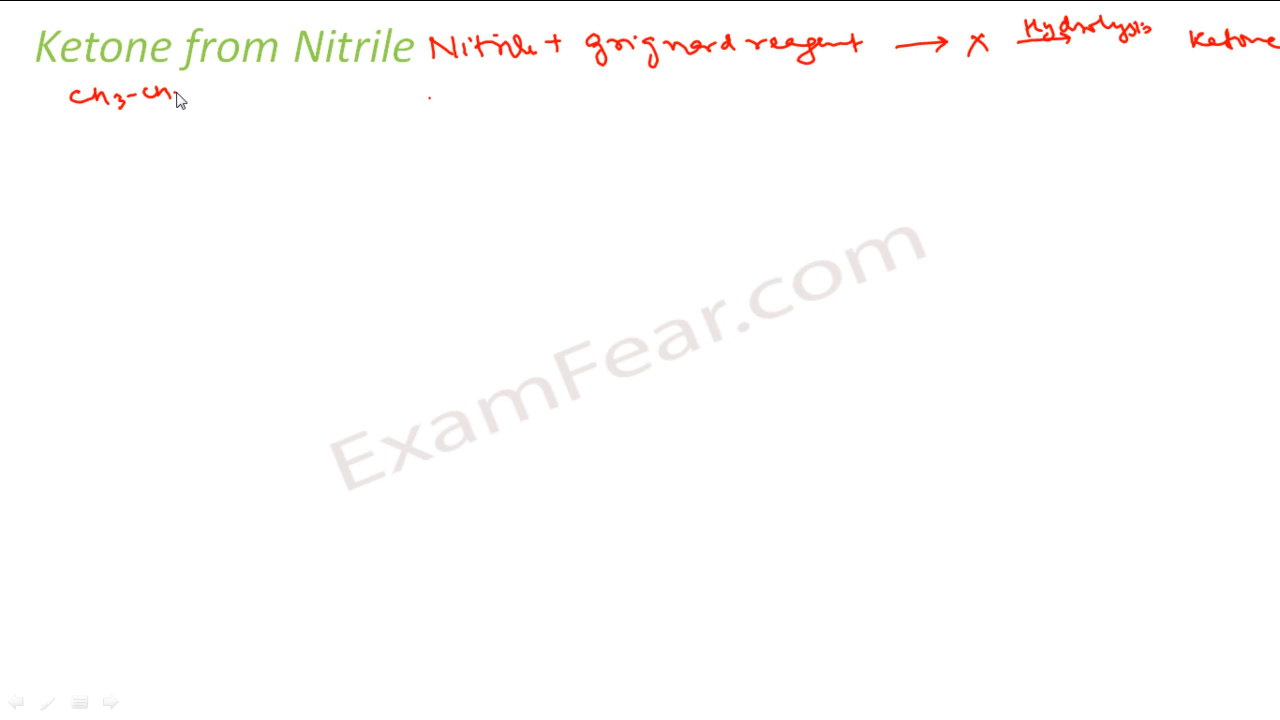 Ketone from Nitrile Nitrile + grignard reagent → X Hydrolysis→ Ketone
CH3-CH
ExamFear.com